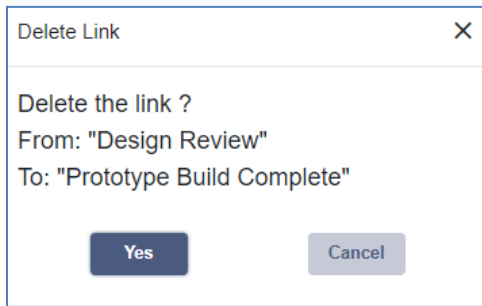 Delete Link
Delete the link ?
From: "Design Review"
To: "Prototype Build Complete"
Yes
Cancel